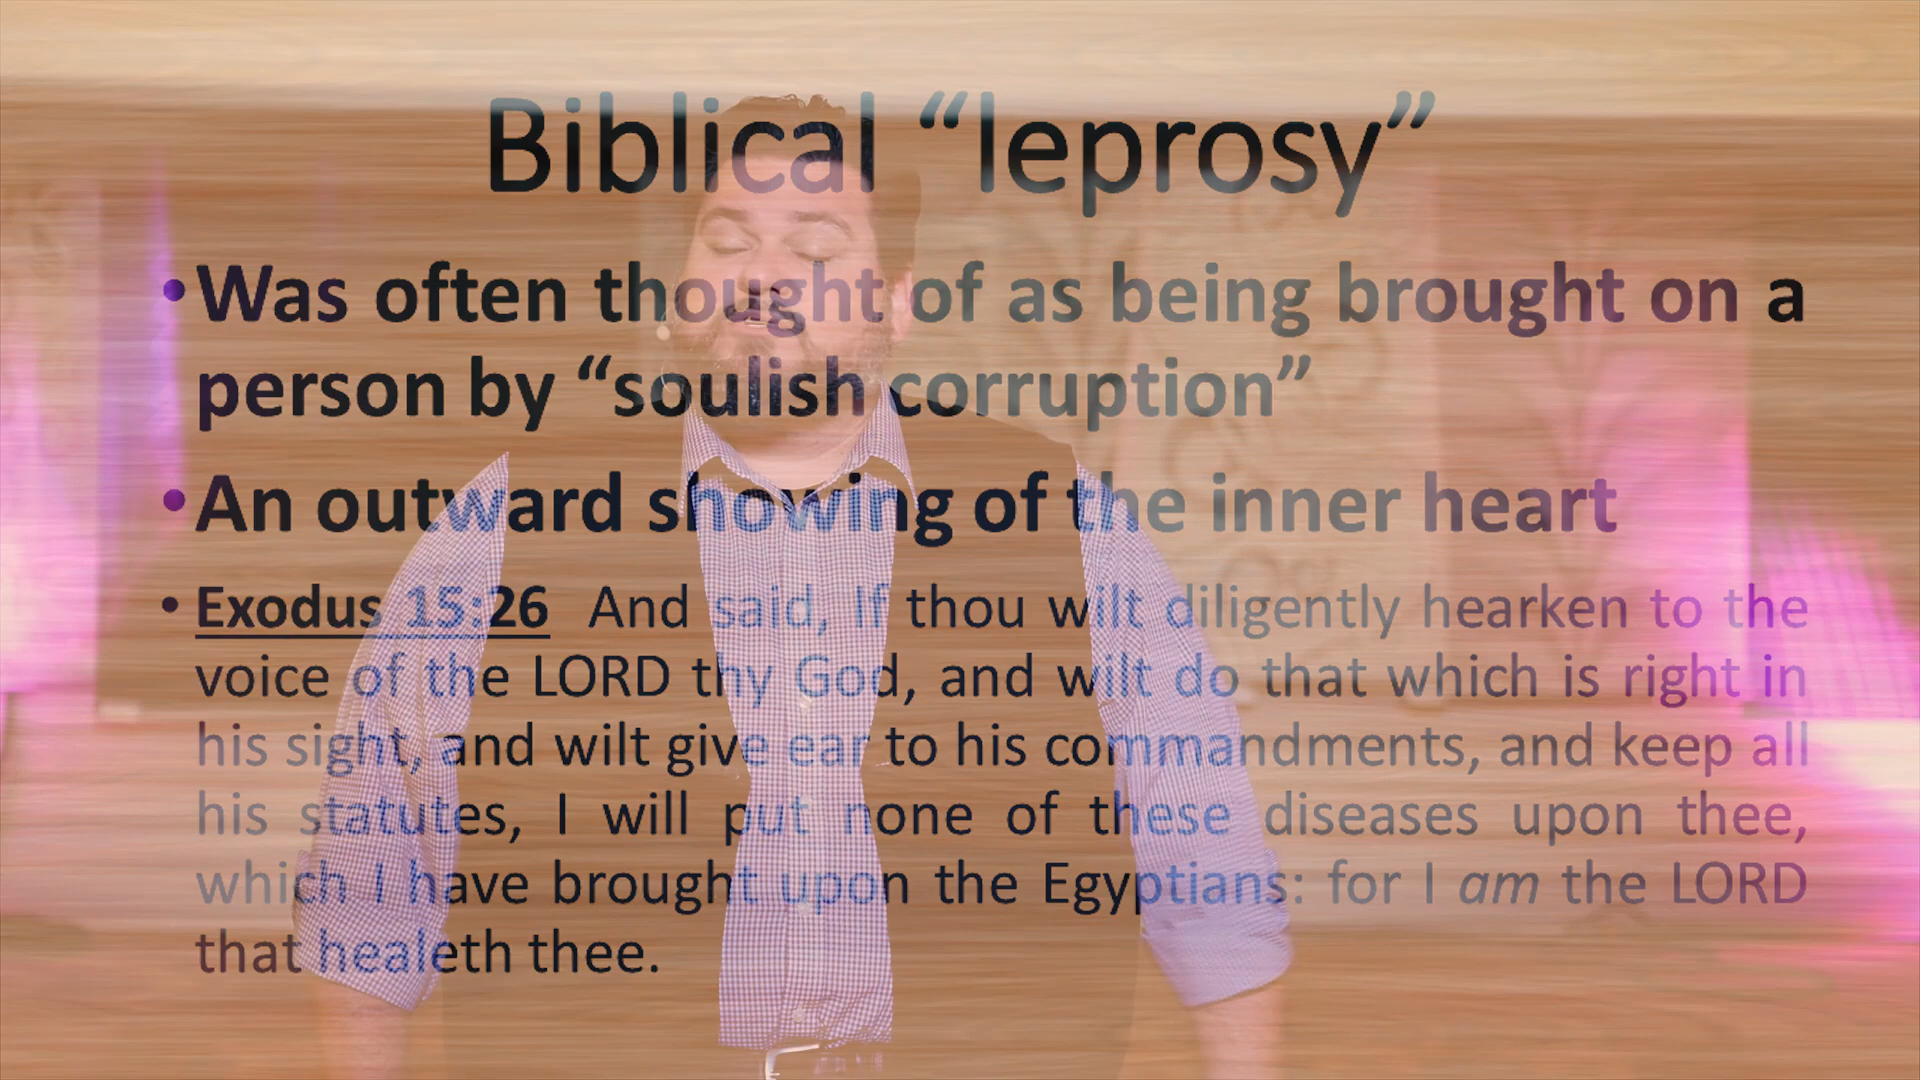 Biblical “leprosy”
•Was often thought of as being brought on a
person by “soulish corruption”
•An outward showing of the inner heart
• Exodus 15:26 And said, If thou wilt diligently hearken to the
voice of the LORD thy God, and wilt do that which is right in
his sight, and wilt give ear to his commandments, and keep all
his statutes, I will put none of these diseases upon thee,
which I have brought upon the Egyptians: for I am the LORD
that healeth thee.